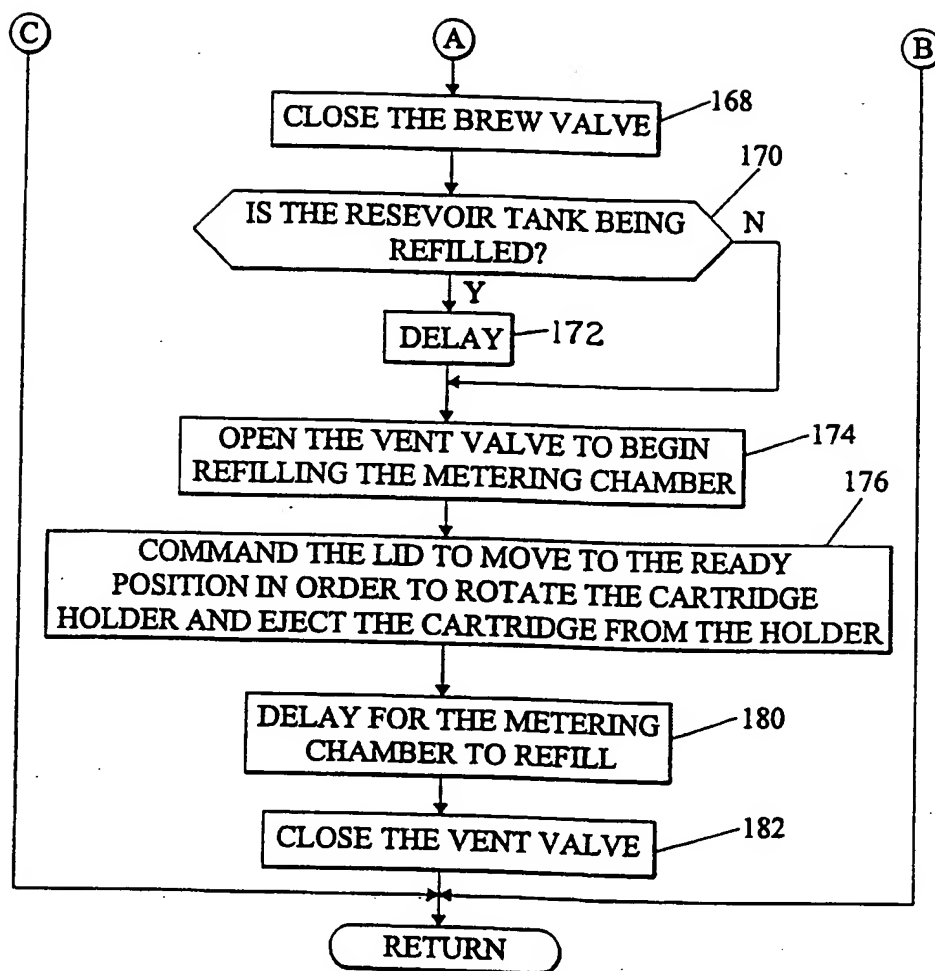 C
A
B
CLOSE THE BREW VALVE
168
170
IS THE RESEVOIR TANK BEING
REFILLED?
N
Y
DELAY
172
OPEN THE VENT VALVE TO BEGIN
REFILLING THE METERING CHAMBER
174
176
COMMAND THE LID TO MOVE TO THE READY
POSITION IN ORDER TO ROTATE THE CARTRIDGE
HOLDER AND EJECT THE CARTRIDGE FROM THE HOLDER
DELAY FOR THE METERING
CHAMBER TO REFILL
180
CLOSE THE VENT VALVE
182
RETURN